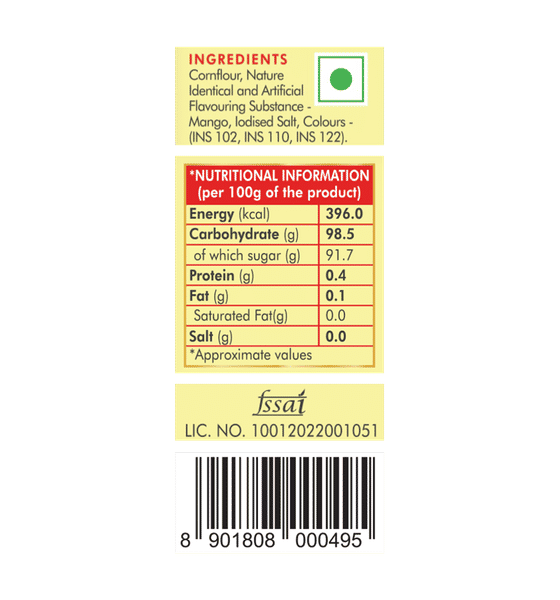 INGREDIENTS
Cornflour, Nature
Identical and Artificial
Flavouring Substance -
Mango, Iodised Salt, Colours -
(INS 102, INS 110, INS 122).
*NUTRITIONAL INFORMATION
(per 100g of the product)
Energy (kcal) 396.0
Carbohydrate (g) 98.5
of which sugar (g) 91.7
Protein (g) 0.4
Fat (g) 0.1
Saturated Fat(g) 0.0
Salt (g) 0.0
*Approximate values
fssai
LIC. NO. 10012022001051
8 901808 000495